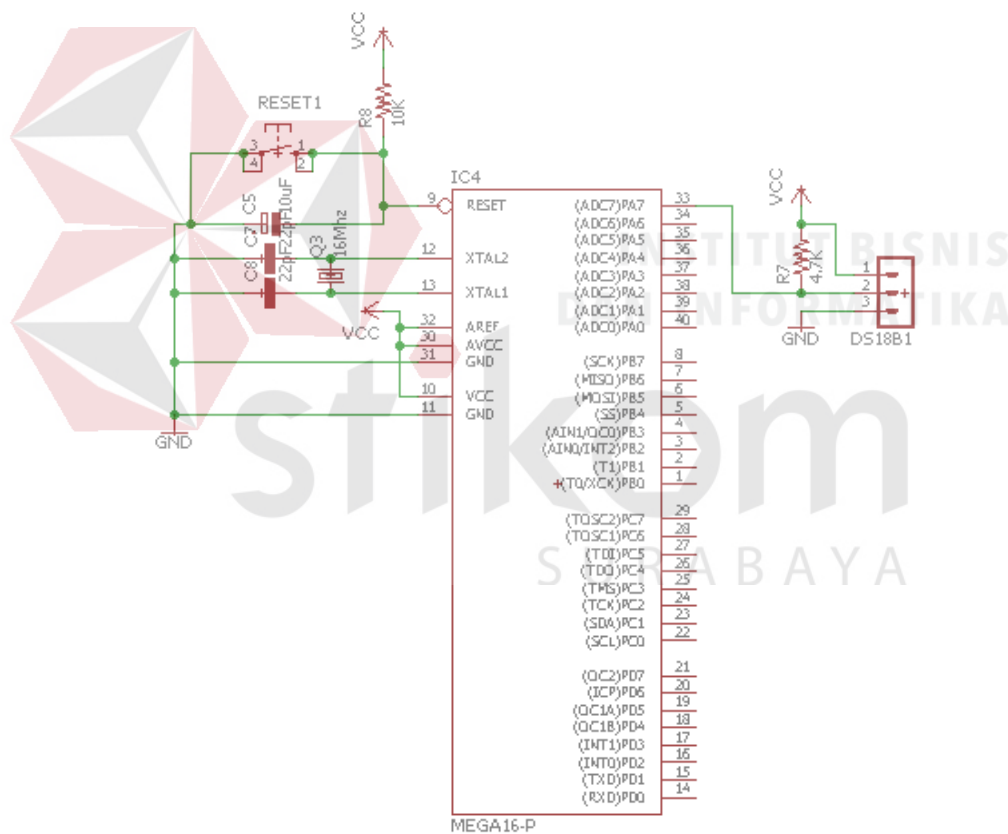 VCC
R8
10K
RESET1
3
1
4
2
C5
10uF
C7
22pF
C8
22pF
Q3
16Mhz
VCC
GND
IC4
9 RESET (ADC7)PA7 33
(ADC6)PA6 34
(ADC5)PA5 35
12 XTAL2 (ADC4)PA4 36
(ADC3)PA3 37
13 XTAL1 (ADC2)PA2 38
(ADC1)PA1 39
32 AREF (ADC0)PA0 40
30 AVCC
31 GND (SCK)PB7 8
(MISO)PB6 7
10 VCC (MOSI)PB5 6
11 GND (SS)PB4 5
(AIN1/OC0)PB3 4
(AIN0/INT2)PB2 3
(T1)PB1 2
(T0/XCK)PB0 1
(TOSC2)PC7 29
(TOSC1)PC6 28
(TDI)PC5 27
(TDO)PC4 26
(TMS)PC3 25
(TCK)PC2 24
(SDA)PC1 23
(SCL)PC0 22
(OC2)PD7 21
(ICP)PD6 20
(OC1A)PD5 19
(OC1B)PD4 18
(INT1)PD3 17
(INT0)PD2 16
(TXD)PD1 15
(RXD)PD0 14
MEGA16-P
VCC
R7
4.7K
1
2
3
GND
DS18B1
INSTITUT BISNIS
DAN INFORMATIKA
stikom
SURABAYA